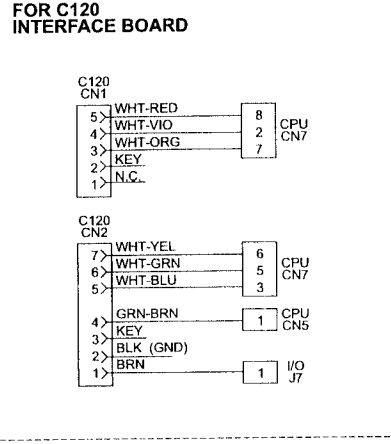 FOR C120
INTERFACE BOARD
C120
CN1
5 WHT-RED 8
4 WHT-VIO 2
3 WHT-ORG 7
2 KEY
1 N.C.
CPU
CN7
C120
CN2
7 WHT-YEL 6
6 WHT-GRN 5
5 WHT-BLU 3
CPU
CN7
4 GRN-BRN 1
CPU
CN5
3 KEY
2 BLK (GND)
1 BRN 1
I/O
J7